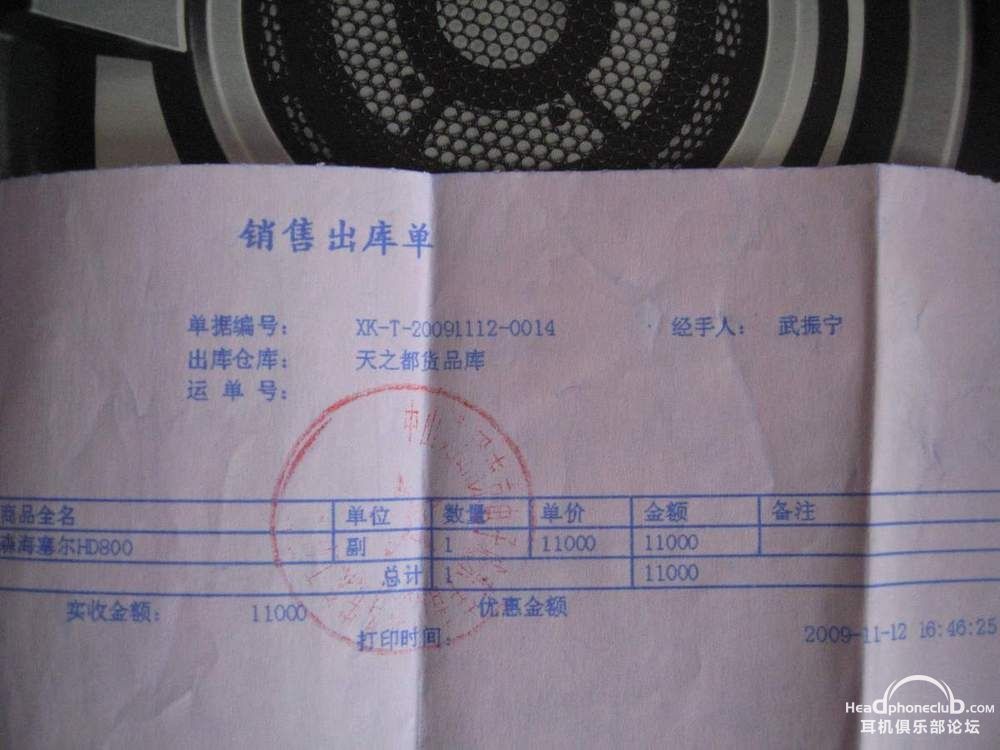 销售出库单
单据编号: XK-T-20091112-0014 经手人: 武振宁
出库仓库: 天之都货品库
运单号:
商品全名 单位 数量 单价 金额 备注
森海塞尔HD800 副 1 11000 11000
总计 1 11000
实收金额: 11000 优惠金额
打印时间: 2009-11-12 16:46:25
HeadphoneclubD.com
耳机俱乐部论坛